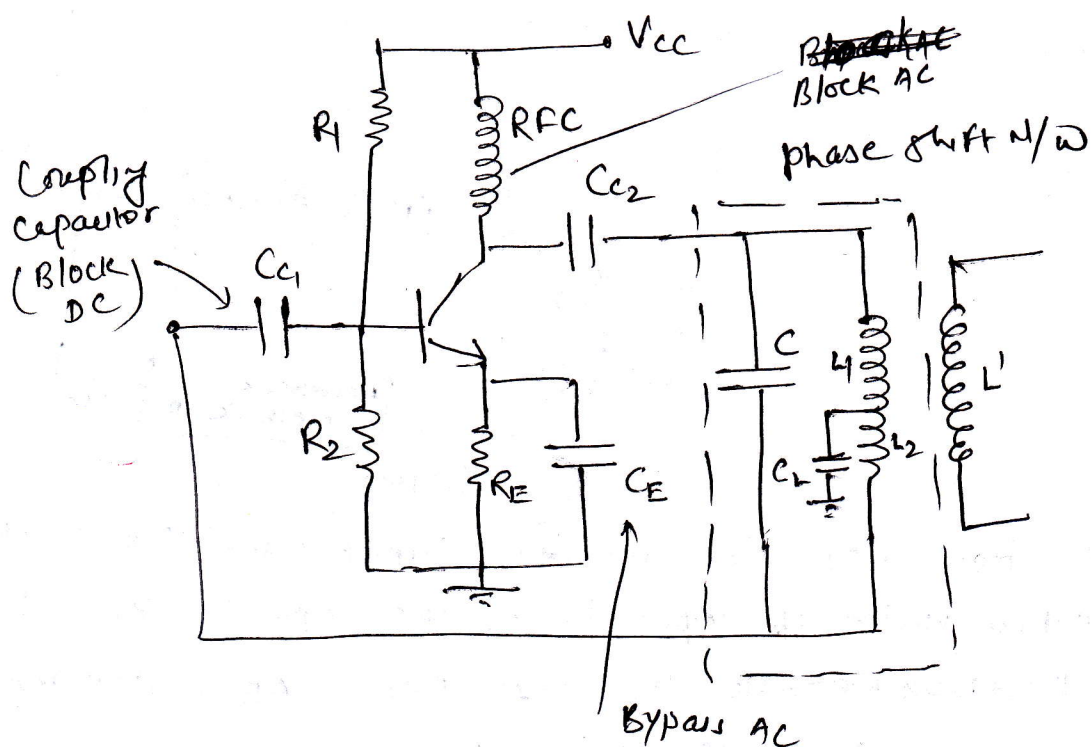 Vcc
Block AC
R1
RFC
phase shift N/W
Coupling
capacitor
(Block
DC)
Cc1
Cc2
C
L1
L'
R2
RE
CE
CL
L2
Bypass AC